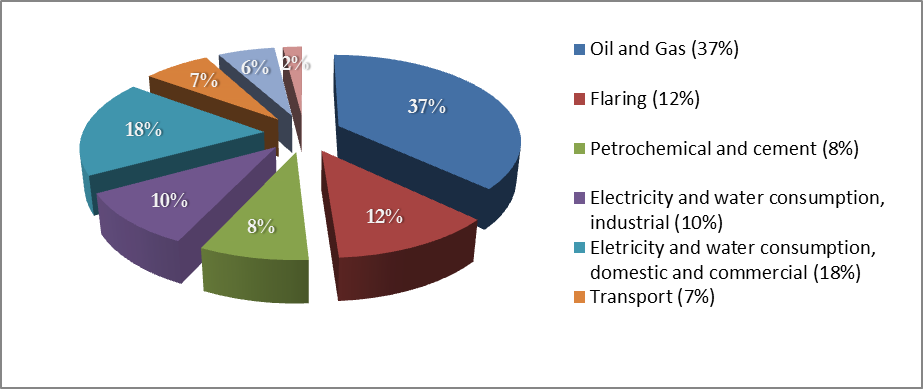 37%
12%
8%
10%
18%
7%
6%
2%
Oil and Gas (37%)
Flaring (12%)
Petrochemical and cement (8%)
Electricity and water consumption,
industrial (10%)
Eletricity and water consumption,
domestic and commercial (18%)
Transport (7%)